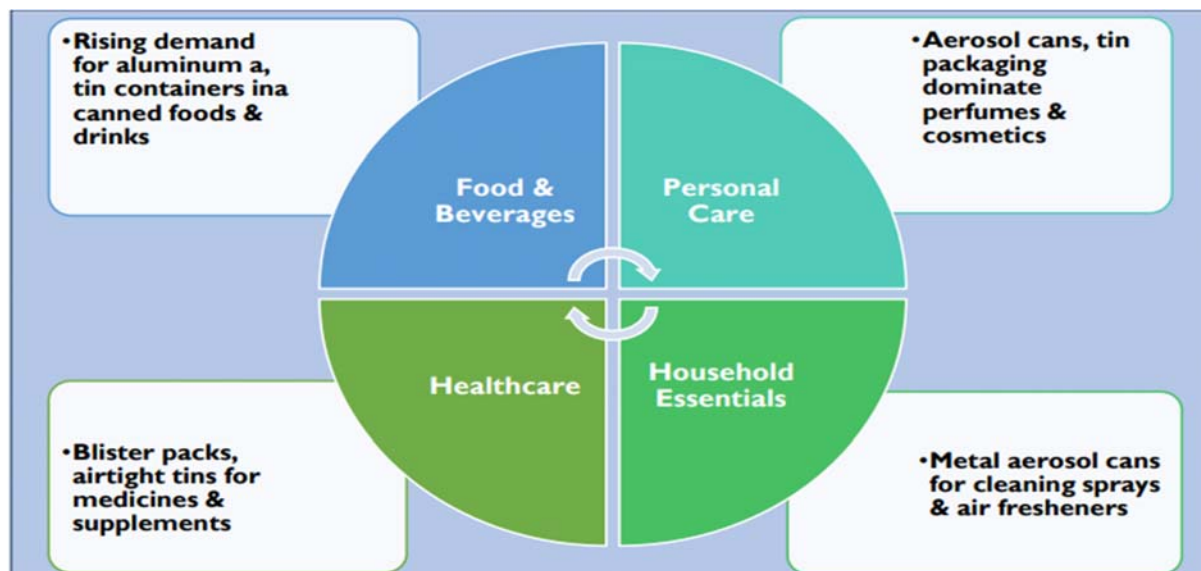 •Rising demand
for aluminum a,
tin containers ina
canned foods &
drinks
Food &
Beverages
Personal
Care
•Aerosol cans, tin
packaging
dominate
perfumes &
cosmetics
•Blister packs,
airtight tins for
medicines &
supplements
Healthcare
Household
Essentials
•Metal aerosol cans
for cleaning sprays
& air fresheners